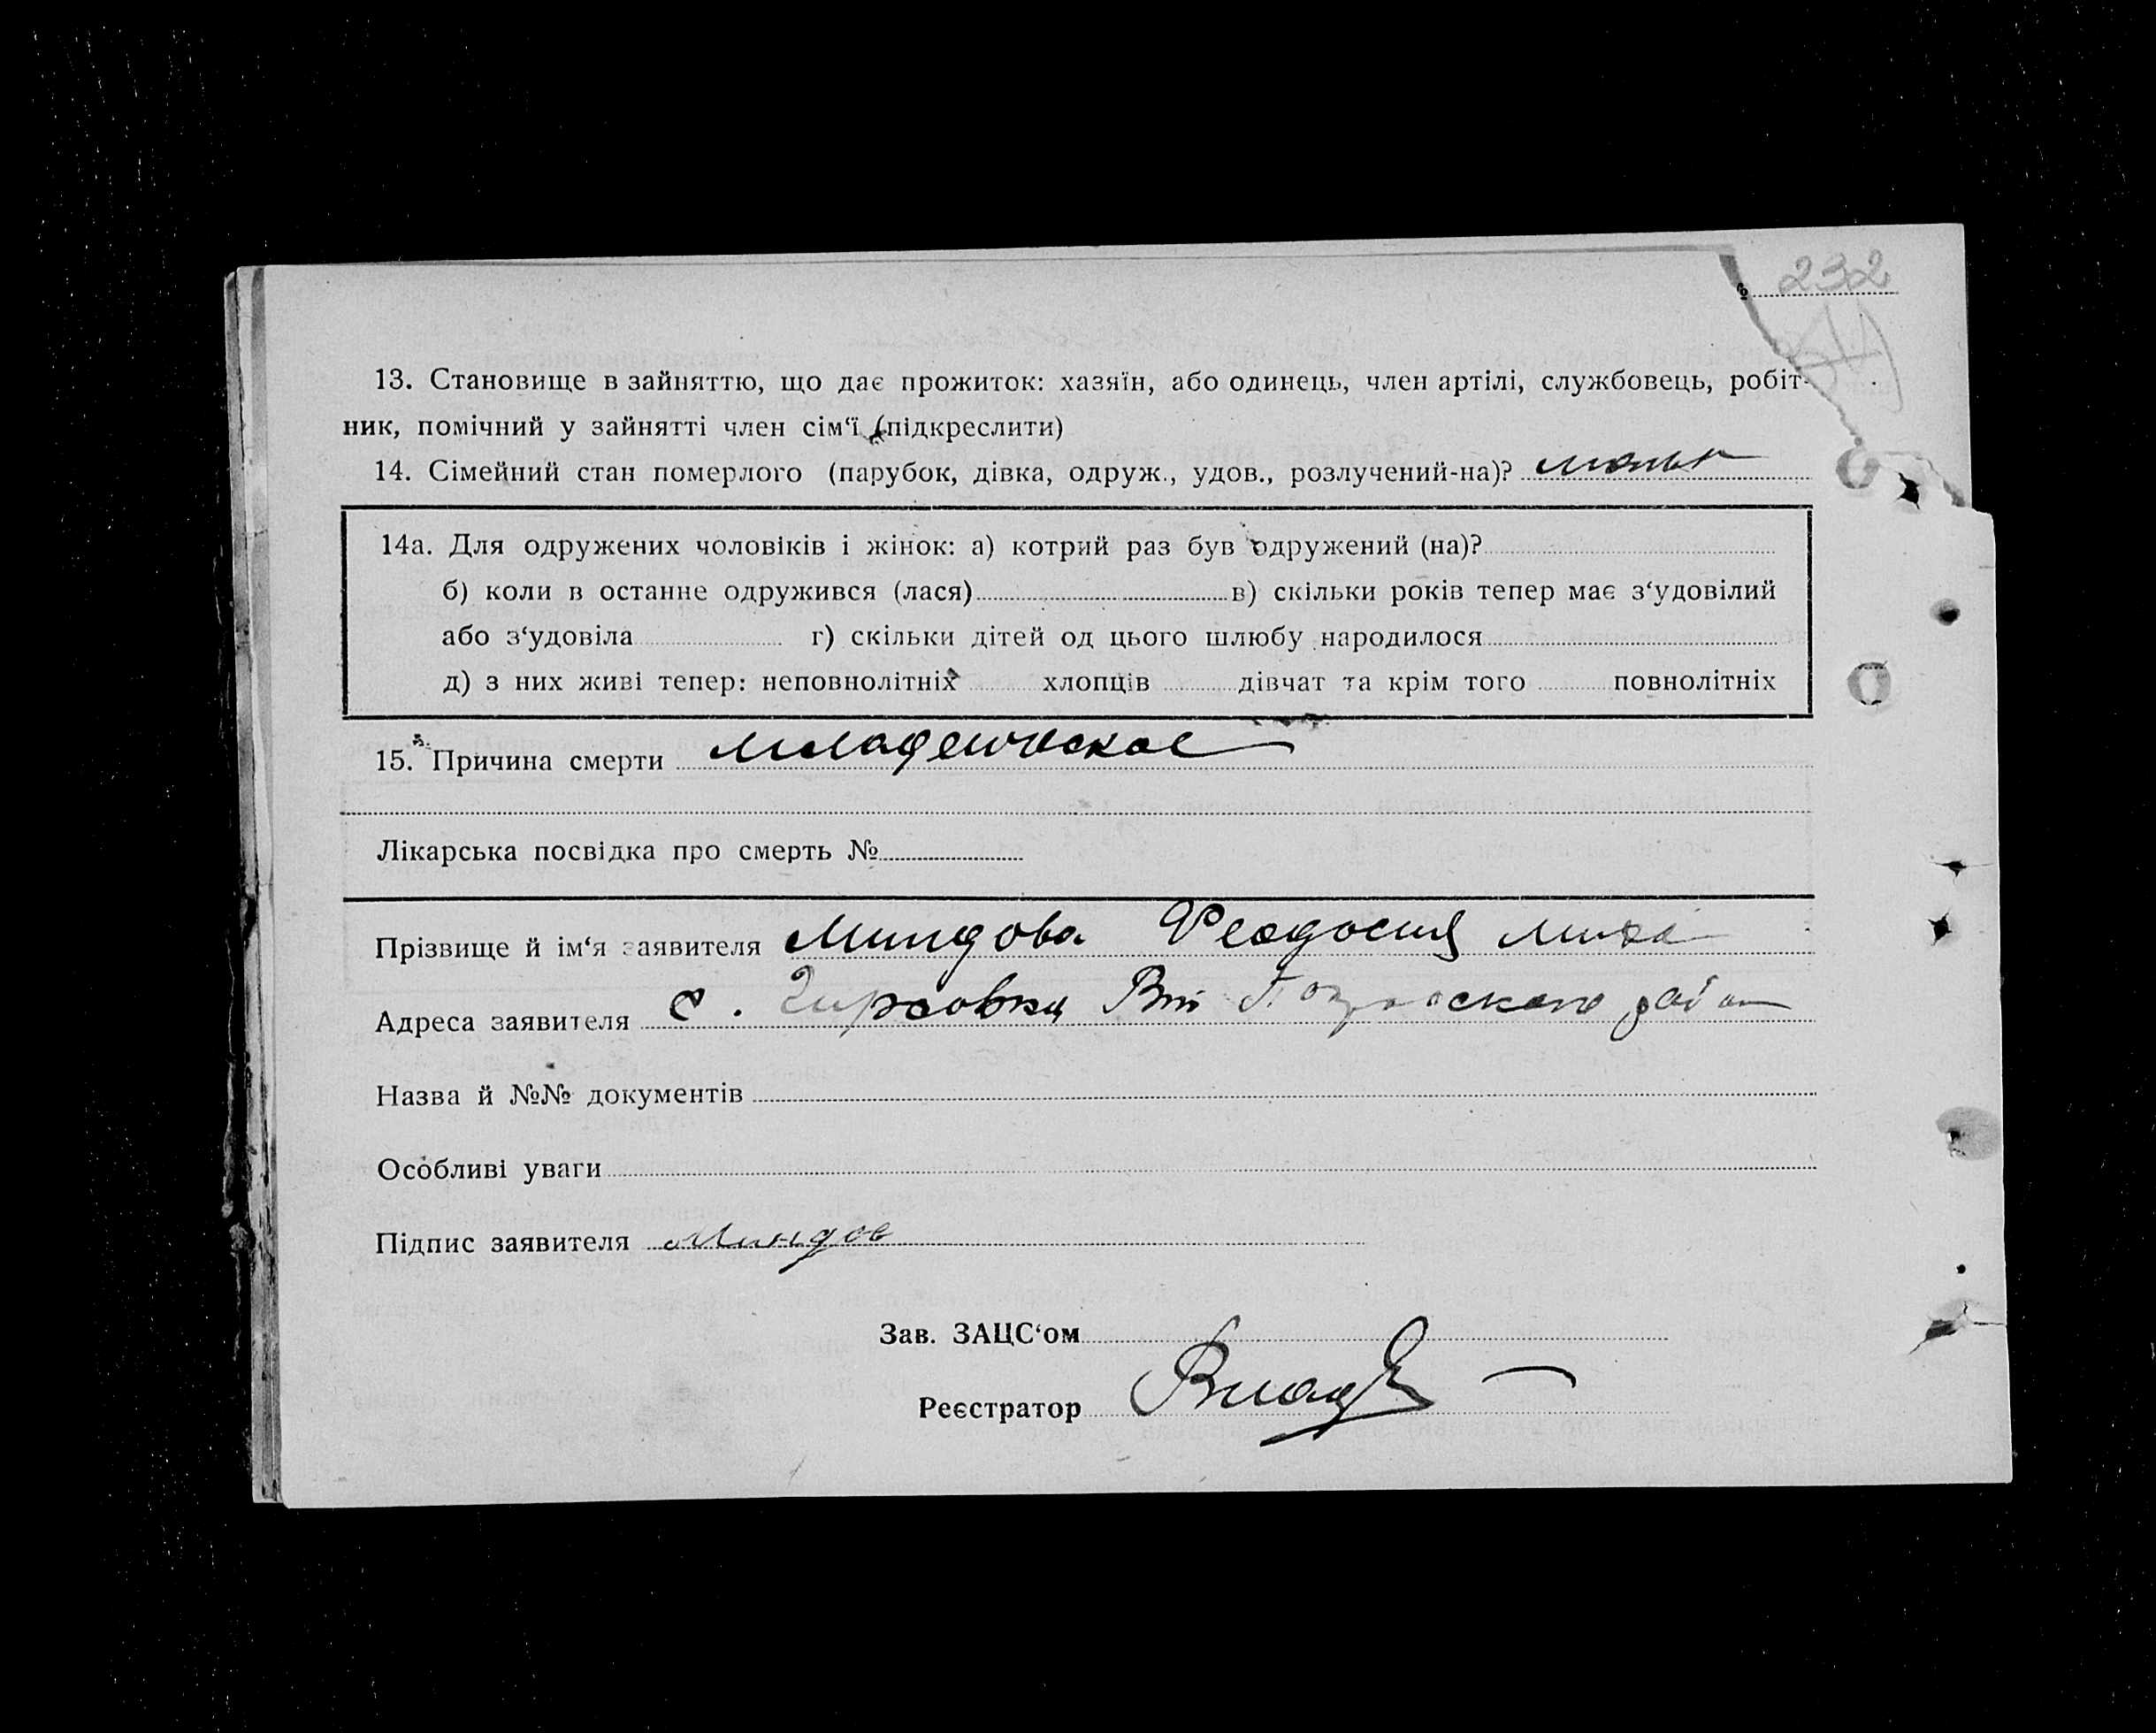 232
13. Становище в зайняттю, що дає прожиток: хазяїн, або одинець, член артілі, службовець, робіт-
ник, помічний у зайнятті член сім‘ї (підкреслити)
14. Сімейний стан померлого (парубок, дівка, одруж., удов., розлучений-на)?
14а. Для одружених чоловіків і жінок: а) котрий раз був одружений (на)?
б) коли в останне одружився (лася) в) скільки років тепер має з‘удовілий
або з‘удовіла г) скільки дітей од цього шлюбу народилося
д) з них живі тепер: неповнолітніх хлопців дівчат та крім того повнолітніх
15. Причина смерти младенческое
Лікарська посвідка про смерть №
Прізвище й ім‘я заявителя Миндова Феодосия
Адреса заявителя с. Гирсовка
Назва й №№ документів
Особливі уваги
Підпис заявителя Миндов
Зав. ЗАЦС‘ом
Реєстратор